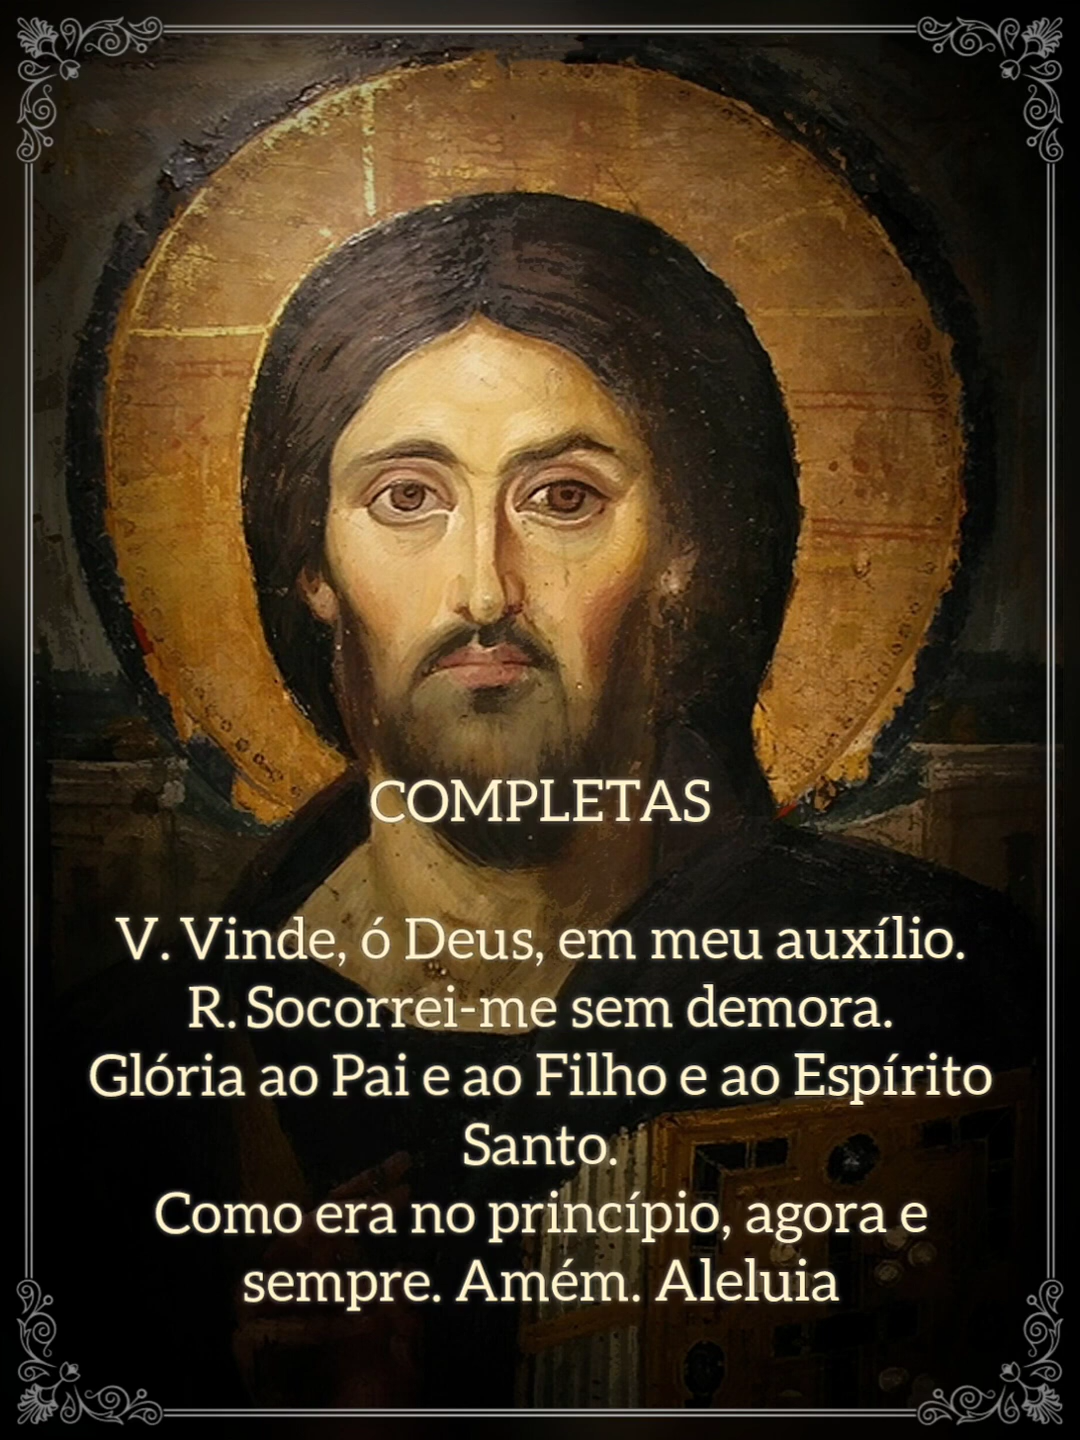 COMPLETAS
V. Vinde, ó Deus, em meu auxílio.
R. Socorrei-me sem demora.
Glória ao Pai e ao Filho e ao Espírito
Santo.
Como era no princípio, agora e
sempre. Amém. Aleluia